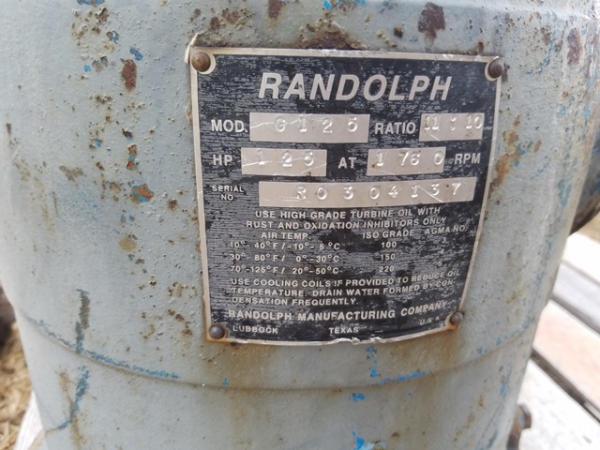 RANDOLPH
MOD. G125 RATIO 11:10
HP 125 AT 1760 RPM
SERIAL NO R0304137
USE HIGH GRADE TURBINE OIL WITH
RUST AND OXIDATION INHIBITORS ONLY
AIR TEMP. ISO GRADE AGMA NO.
10°- 40°F/-10°- 5°C 100 3
30°- 80°F/ 0°-30°C 150
70°-125°F/ 20°-50°C 220
USE COOLING COILS IF PROVIDED TO REDUCE OIL
TEMPERATURE. DRAIN WATER FORMED BY CON-
DENSATION FREQUENTLY.
RANDOLPH MANUFACTURING COMPANY
LUBBOCK TEXAS U.S.A.